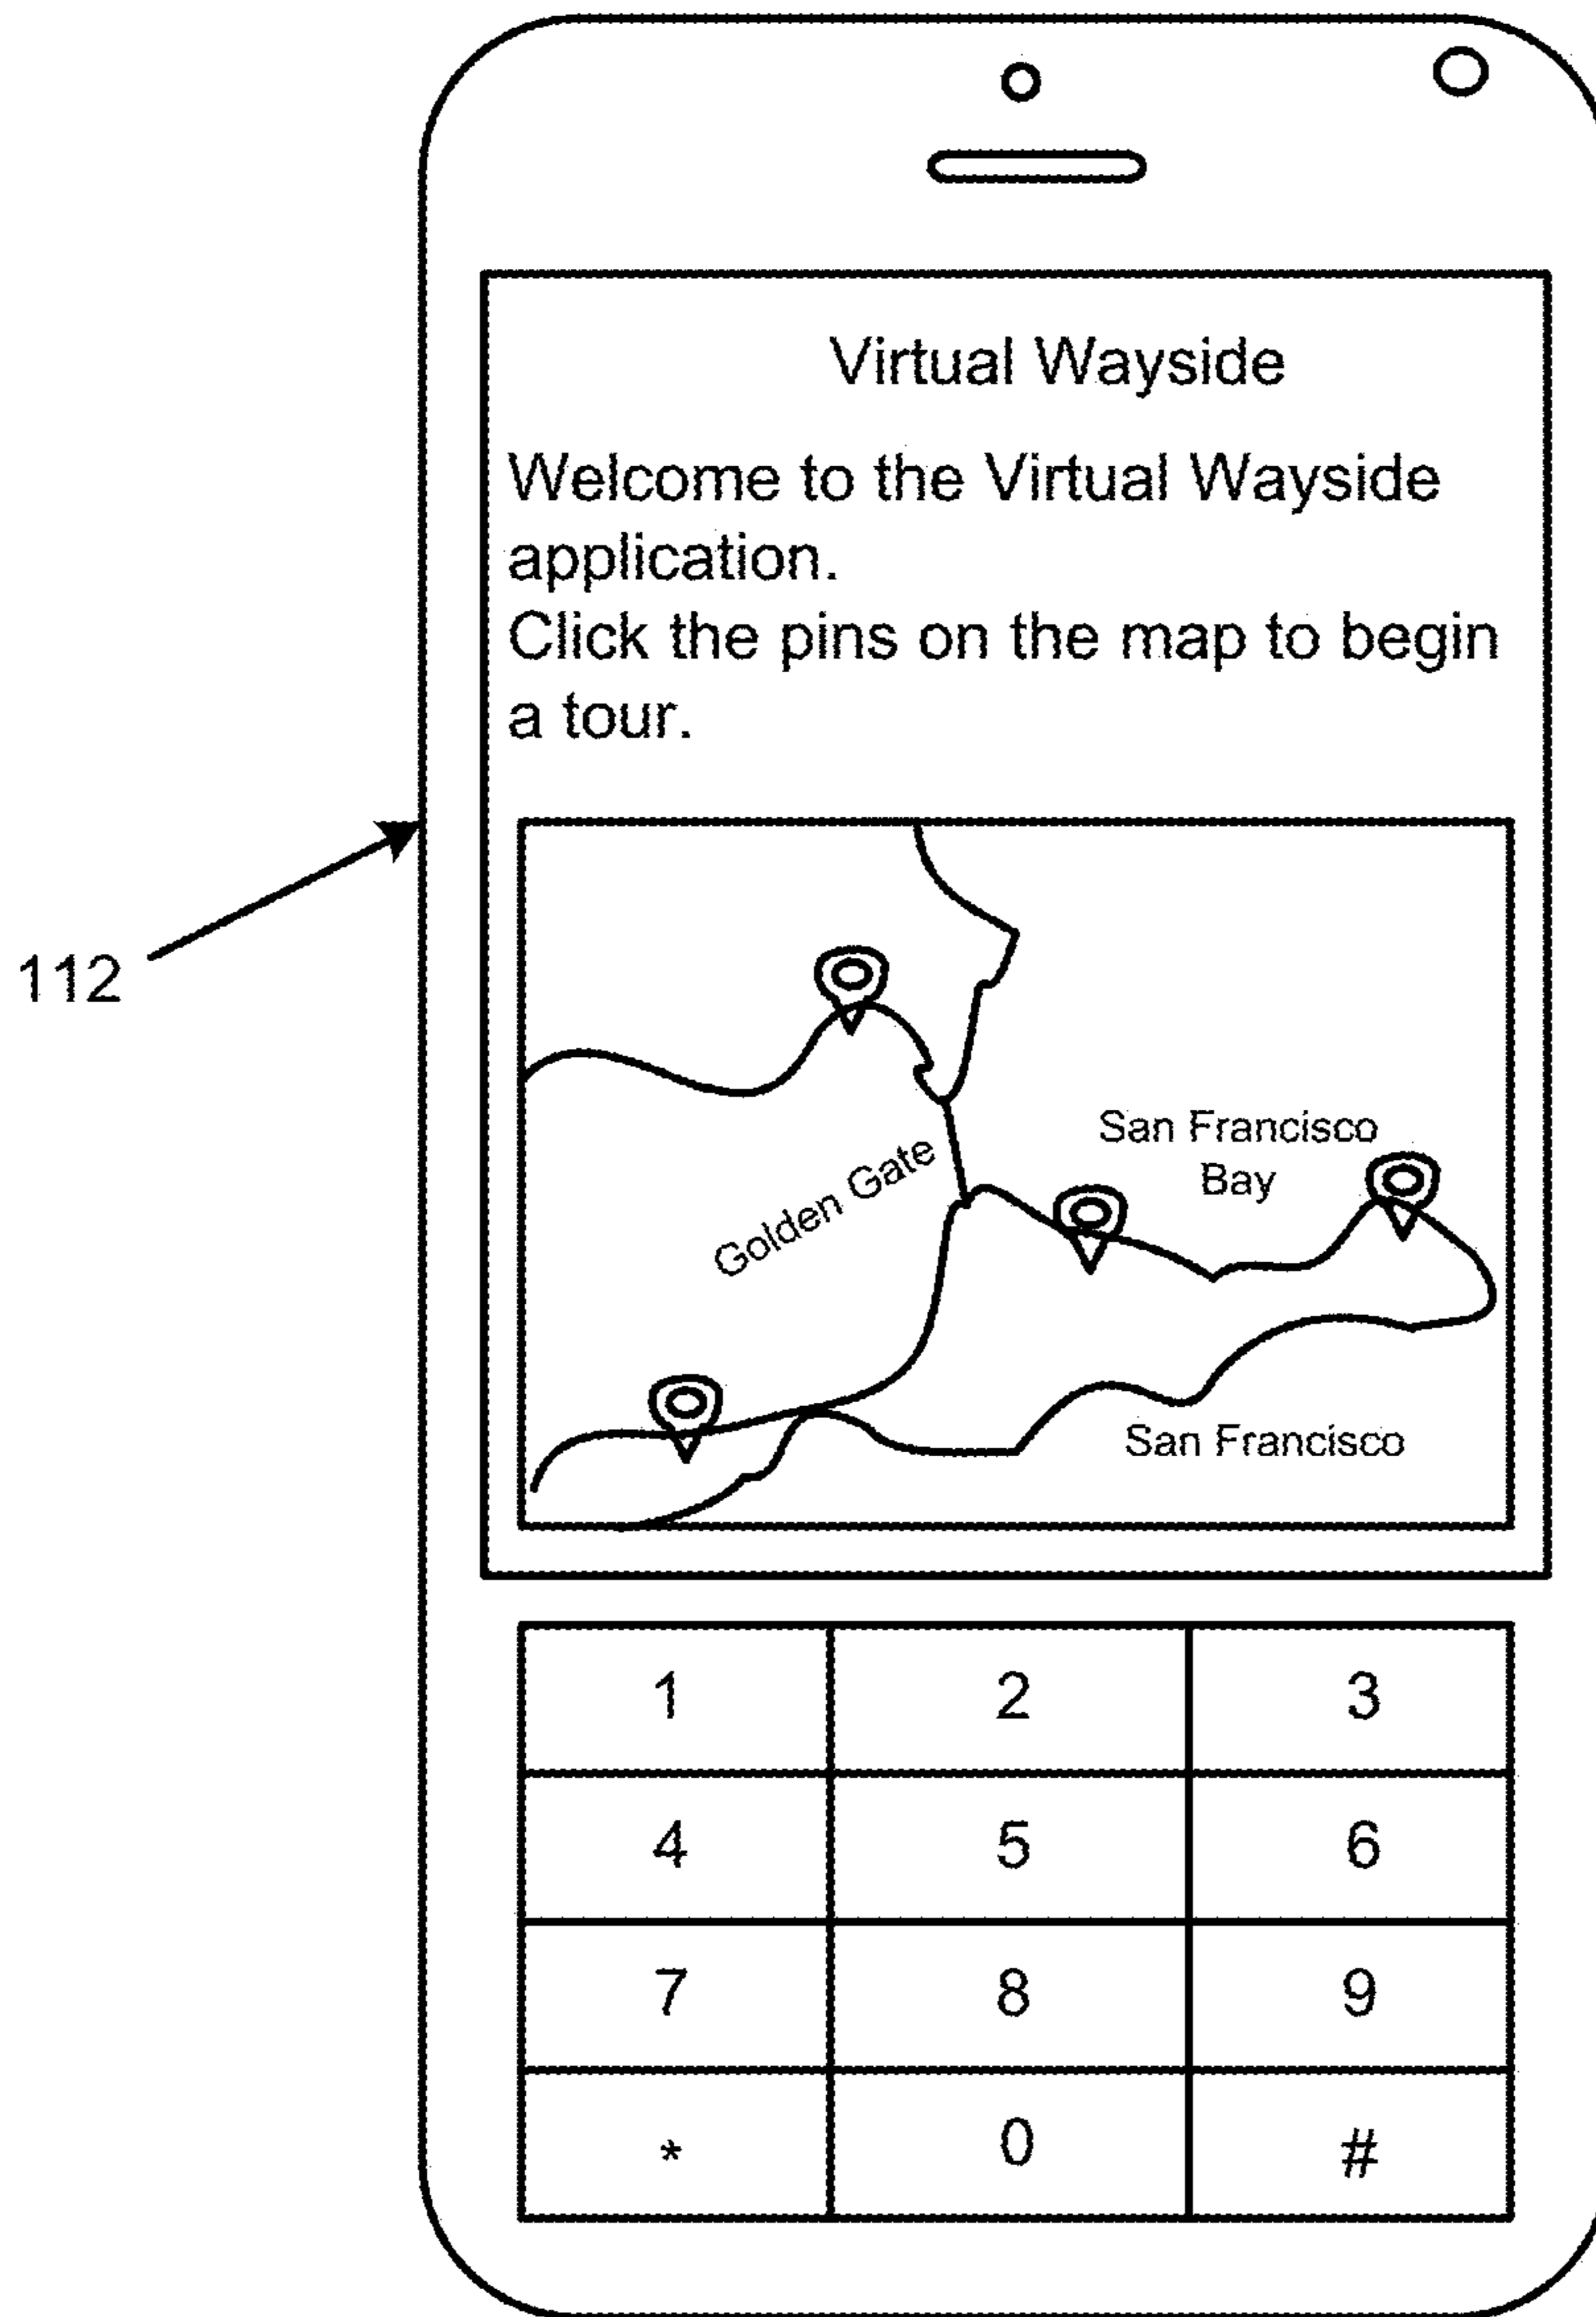 Virtual Wayside
Welcome to the Virtual Wayside
application.
Click the pins on the map to begin
a tour.
112
San Francisco
Bay
Golden Gate
San Francisco
1 2 3
4 5 6
7 8 9
* 0 #